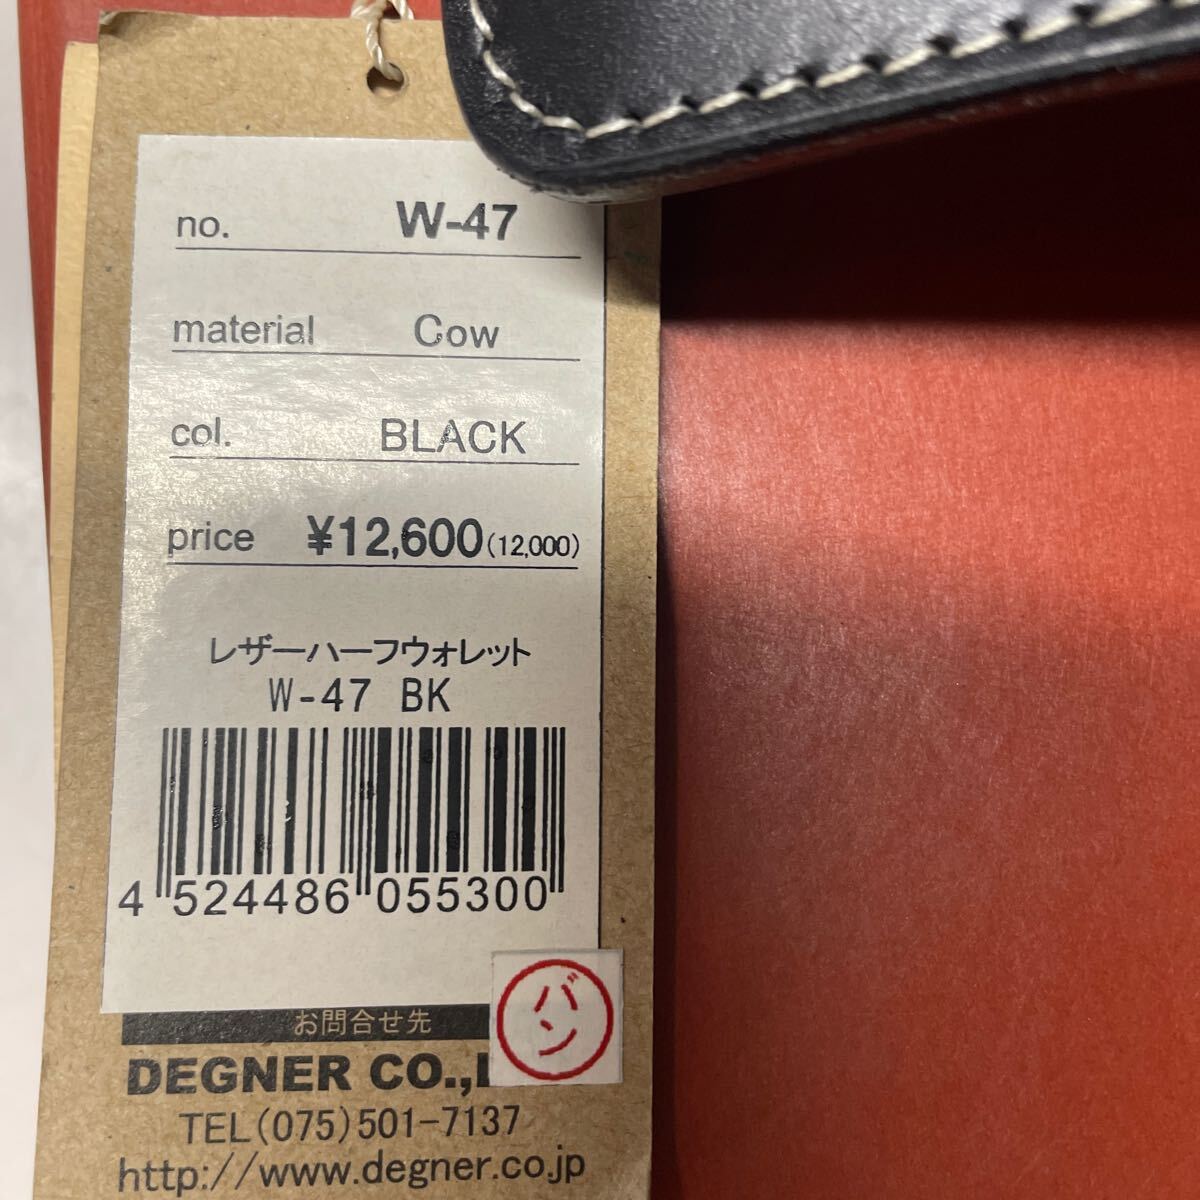 no. W-47
material Cow
col. BLACK
price ¥12,600(12,000)
レザーハーフウォレット
W-47 BK
4 524486 055300
バン
お問合せ先
DEGNER CO.,
TEL(075)501-7137
http://www.degner.co.jp